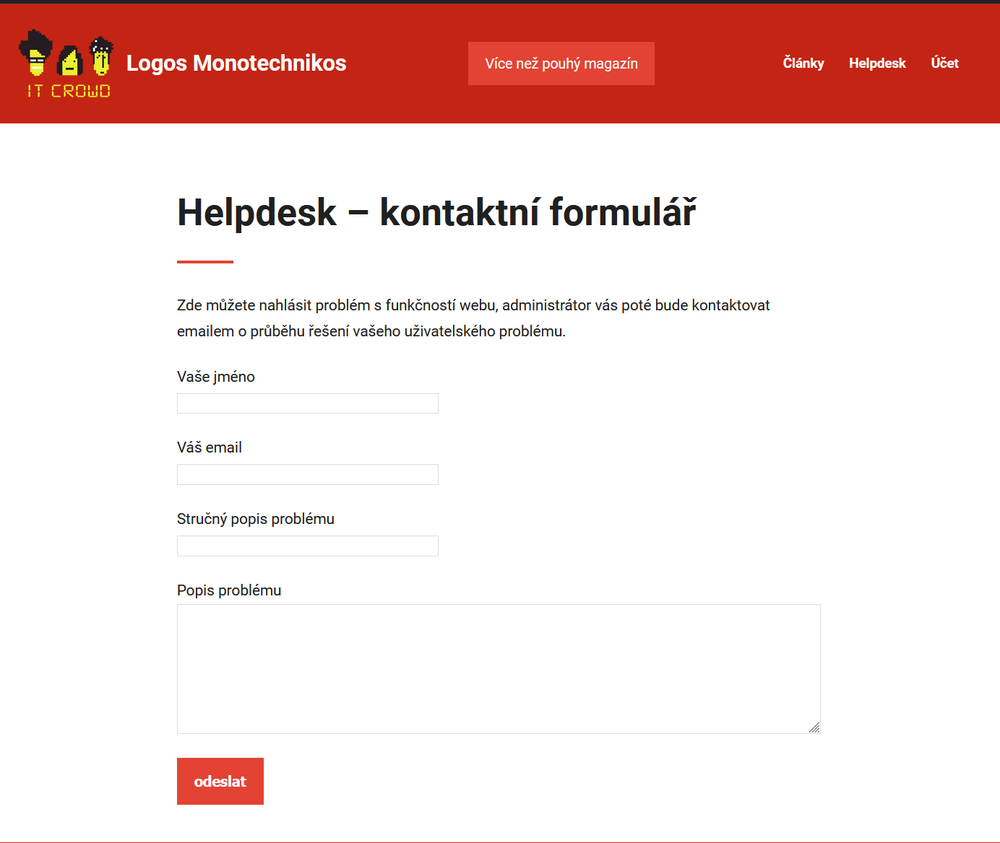 IT CROWD
Logos Monotechnikos
Více než pouhý magazín
Články
Helpdesk
Účet
Helpdesk – kontaktní formulář
Zde můžete nahlásit problém s funkčností webu, administrátor vás poté bude kontaktovat
emailem o průběhu řešení vašeho uživatelského problému.
Vaše jméno
Váš email
Stručný popis problému
Popis problému
odeslat